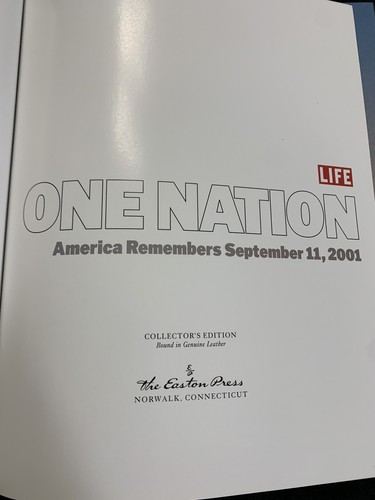 LIFE
ONE NATION
America Remembers September 11, 2001
COLLECTOR'S EDITION
Bound in Genuine Leather
The Easton Press
NORWALK, CONNECTICUT